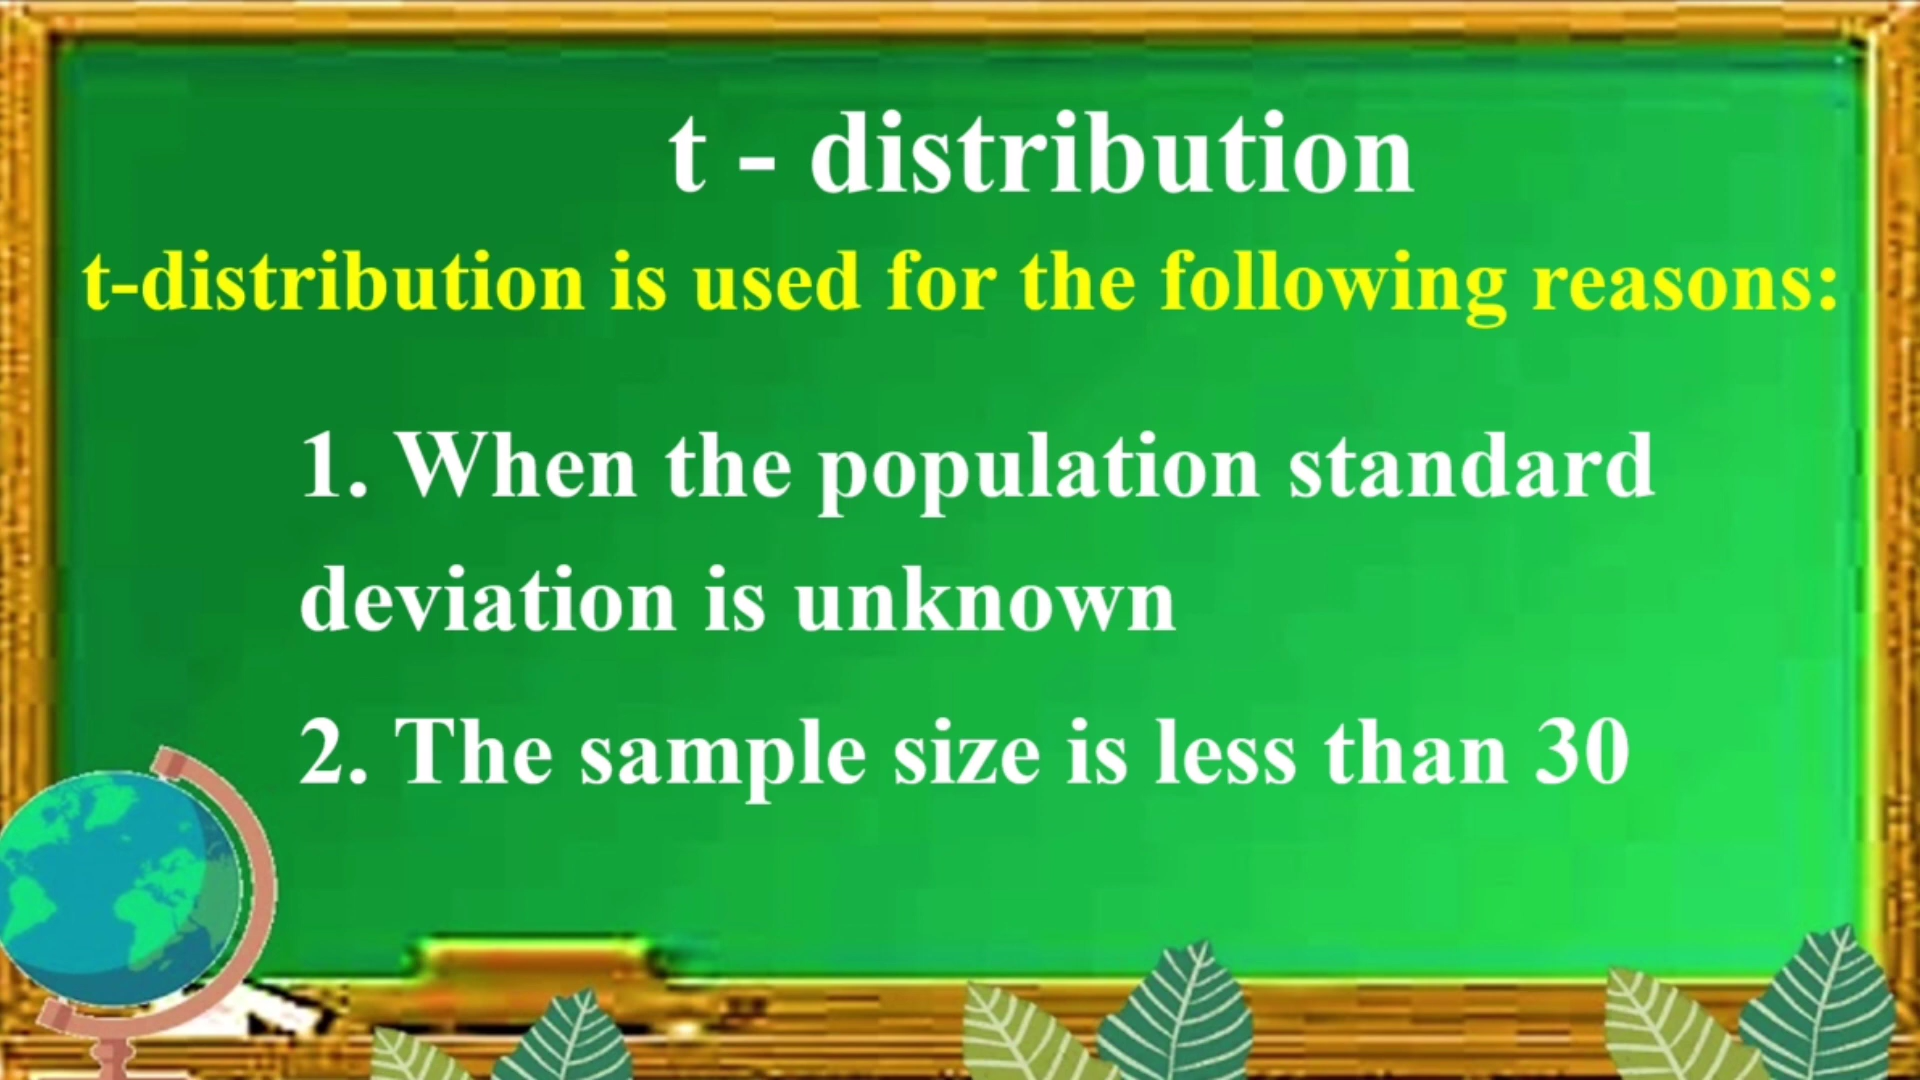 t - distribution
t-distribution is used for the following reasons:
1. When the population standard
deviation is unknown
2. The sample size is less than 30